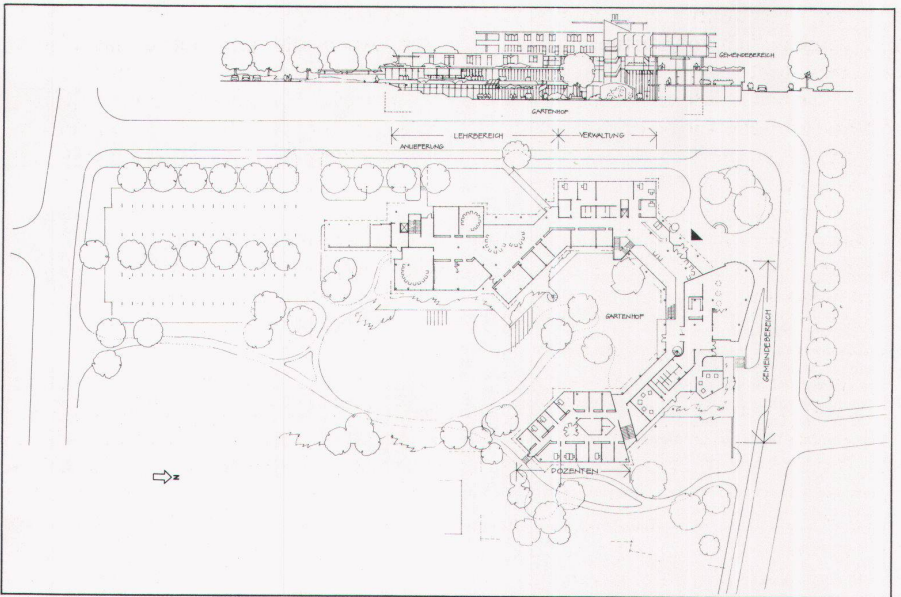 GEMEINDEBEREICH
GARTENHOF
LEHRBEREICH
VERWALTUNG
ANLIEFERUNG
GARTENHOF
GEMEINDEBEREICH
N
DOZENTEN